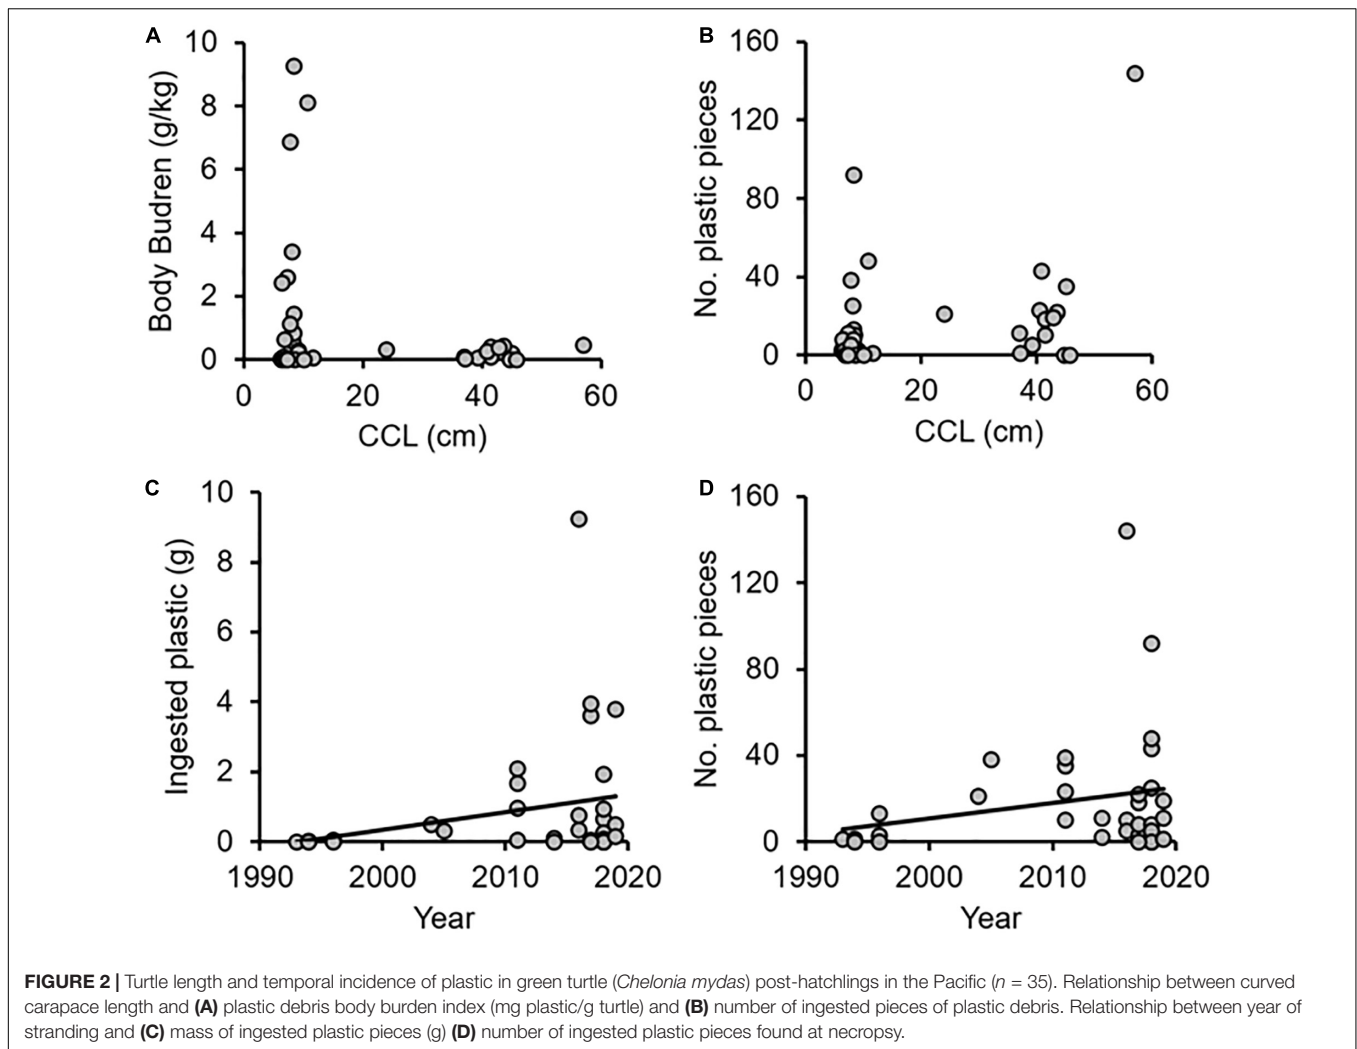 A
10
8
6
4
2
0
Body Budren (g/kg)
0 20 40 60
CCL (cm)
B
160
120
80
40
0
No. plastic pieces
0 20 40 60
CCL (cm)
C
10
8
6
4
2
0
Ingested plastic (g)
1990 2000 2010 2020
Year
D
160
120
80
40
0
No. plastic pieces
1990 2000 2010 2020
Year
FIGURE 2 | Turtle length and temporal incidence of plastic in green turtle (Chelonia mydas) post-hatchlings in the Pacific (n = 35). Relationship between curved
carapace length and (A) plastic debris body burden index (mg plastic/g turtle) and (B) number of ingested pieces of plastic debris. Relationship between year of
stranding and (C) mass of ingested plastic pieces (g) (D) number of ingested plastic pieces found at necropsy.